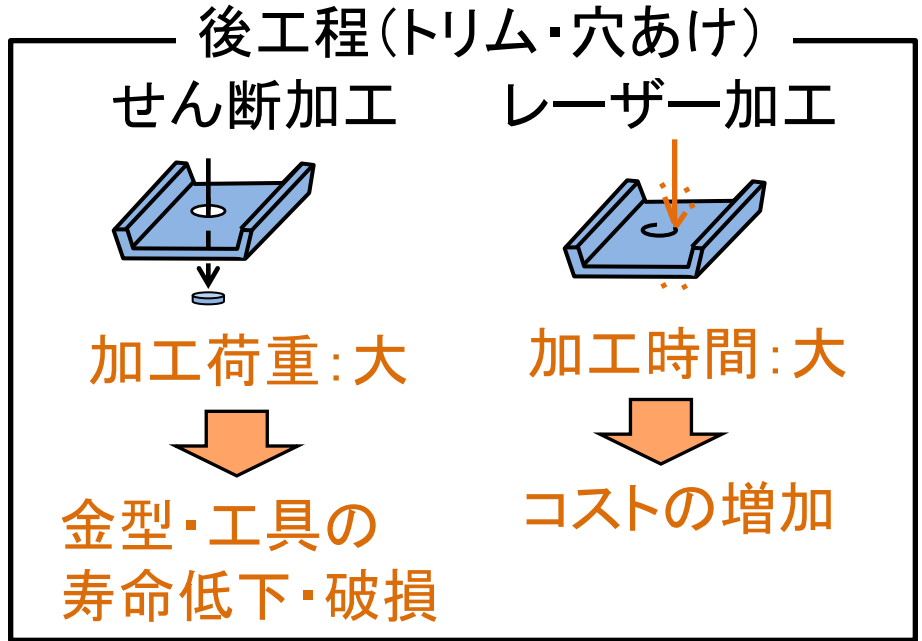 後工程(トリム・穴あけ)
せん断加工
レーザー加工
加工荷重:大
金型・工具の
寿命低下・破損
加工時間:大
コストの増加